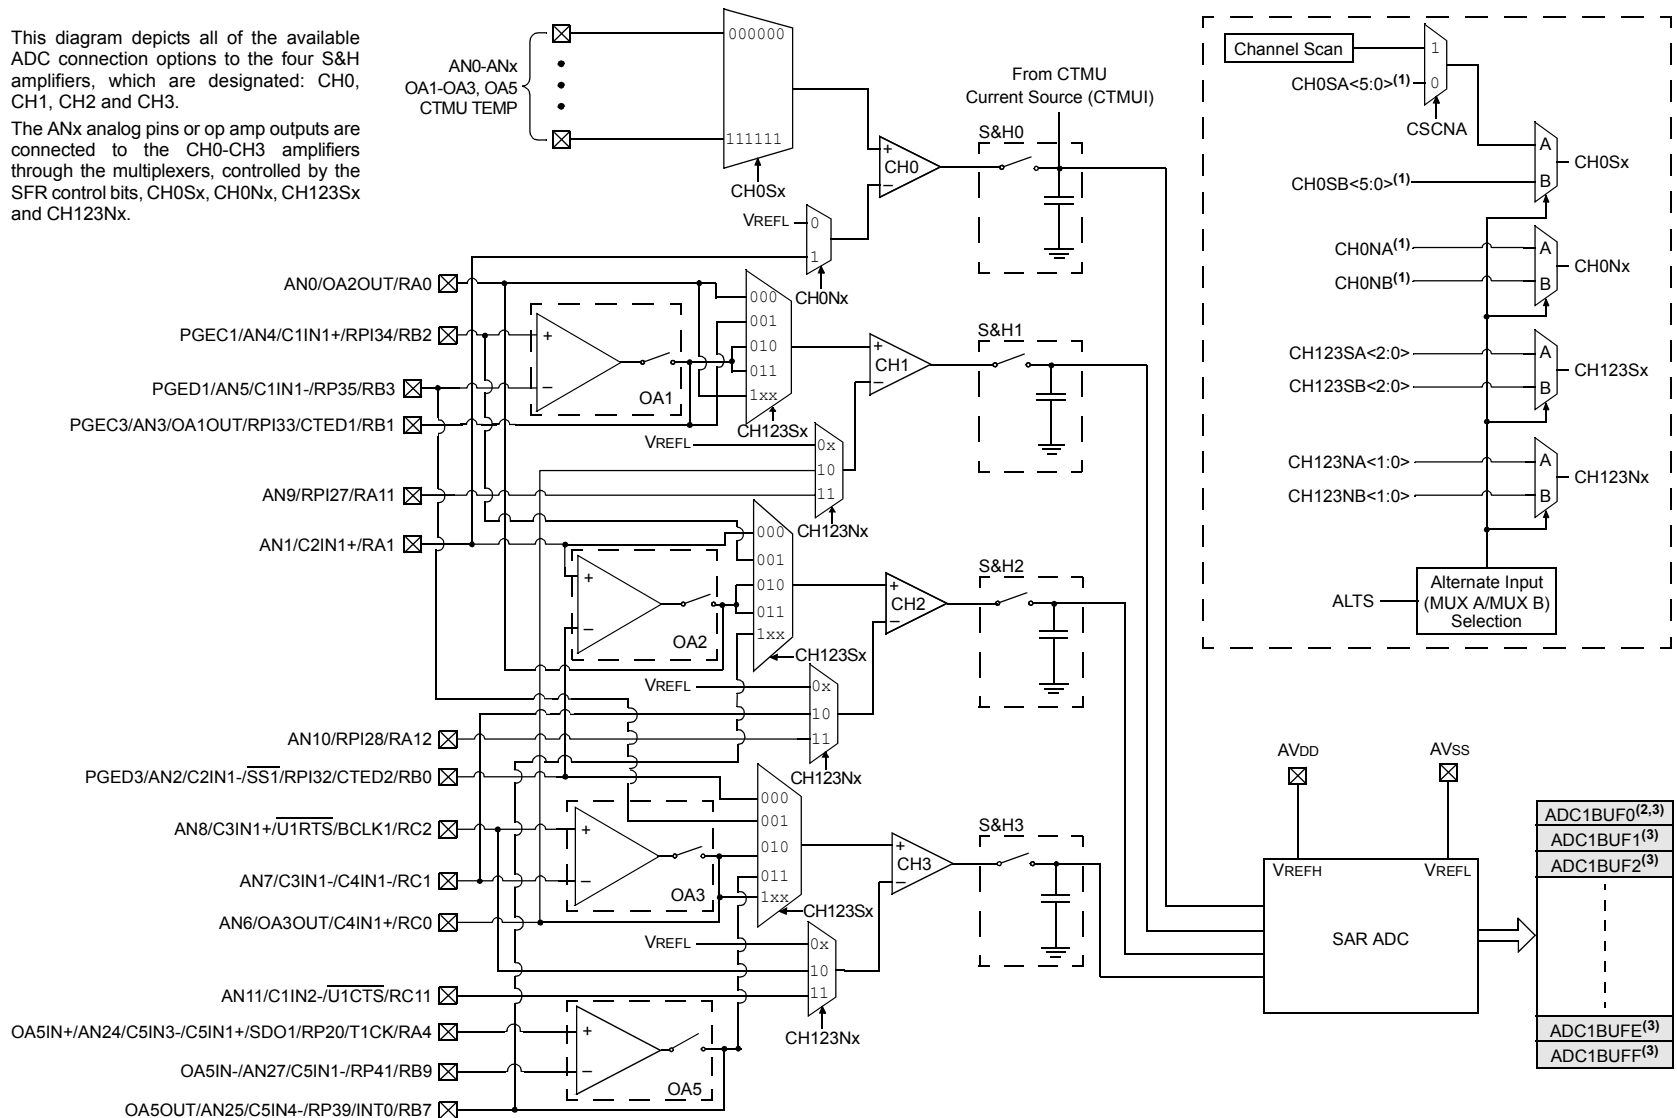 This diagram depicts all of the available
ADC connection options to the four S&H
amplifiers, which are designated: CH0,
CH1, CH2 and CH3.
The ANx analog pins or op amp outputs are
connected to the CH0-CH3 amplifiers
through the multiplexers, controlled by the
SFR control bits, CH0Sx, CH0Nx, CH123Sx
and CH123Nx.
AN0-ANx
OA1-OA3, OA5
CTMU TEMP
000000
111111
CH0Sx
From CTMU
Current Source (CTMUI)
S&H0
+
CH0
–
VREFL
0
1
CH0Nx
AN0/OA2OUT/RA0
PGEC1/AN4/C1IN1+/RPI34/RB2
PGED1/AN5/C1IN1-/RP35/RB3
PGEC3/AN3/OA1OUT/RPI33/CTED1/RB1
+
–
OA1
000
001
010
011
1xx
CH123Sx
+
CH1
–
S&H1
VREFL
0x
10
11
CH123Nx
AN9/RPI27/RA11
AN1/C2IN1+/RA1
+
–
OA2
000
001
010
011
1xx
CH123Sx
+
CH2
–
S&H2
VREFL
0x
10
11
CH123Nx
AN10/RPI28/RA12
PGED3/AN2/C2IN1-/SS1/RPI32/CTED2/RB0
AN8/C3IN1+/U1RTS/BCLK1/RC2
AN7/C3IN1-/C4IN1-/RC1
AN6/OA3OUT/C4IN1+/RC0
+
–
OA3
000
001
010
011
1xx
CH123Sx
+
CH3
–
S&H3
VREFL
0x
10
11
CH123Nx
AN11/C1IN2-/U1CTS/RC11
OA5IN+/AN24/C5IN3-/C5IN1+/SDO1/RP20/T1CK/RA4
OA5IN-/AN27/C5IN1-/RP41/RB9
OA5OUT/AN25/C5IN4-/RP39/INT0/RB7
+
–
OA5
Channel Scan
1
CH0SA<5:0>(1)
0
CSCNA
A
CH0Sx
CH0SB<5:0>(1)
B
CH0NA(1)
A
CH0Nx
CH0NB(1)
B
CH123SA<2:0>
A
CH123Sx
CH123SB<2:0>
B
CH123NA<1:0>
A
CH123Nx
CH123NB<1:0>
B
ALTS
Alternate Input
(MUX A/MUX B)
Selection
AVDD
AVSS
VREFH
VREFL
SAR ADC
ADC1BUF0(2,3)
ADC1BUF1(3)
ADC1BUF2(3)
ADC1BUFE(3)
ADC1BUFF(3)